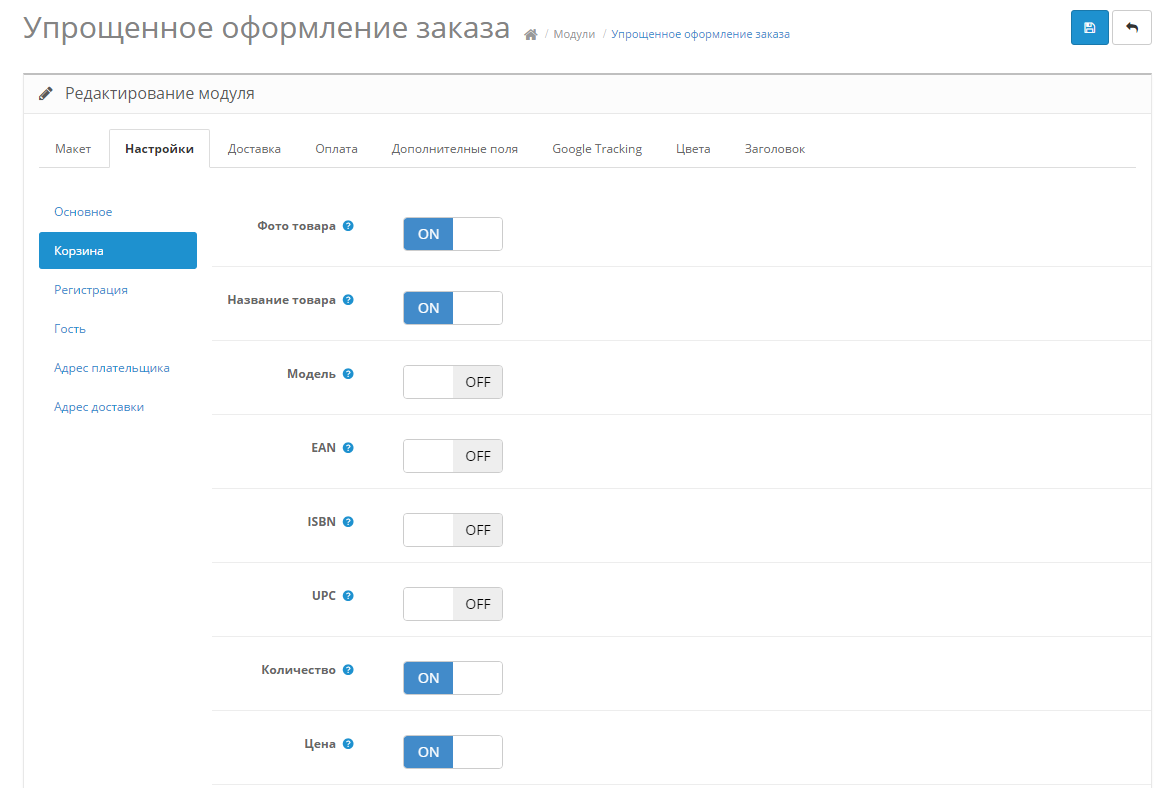 Упрощенное оформление заказа / Модули / Упрощенное оформление заказа
Редактирование модуля
Макет Настройки Доставка Оплата Дополнителные поля Google Tracking Цвета Заголовок
Основное
Корзина
Регистрация
Гость
Адрес плательщика
Адрес доставки
Фото товара ? ON
Название товара ? ON
Модель ? OFF
EAN ? OFF
ISBN ? OFF
UPC ? OFF
Количество ? ON
Цена ? ON